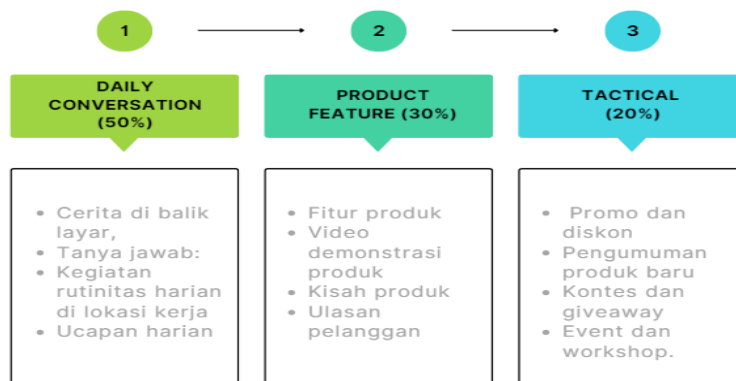 1
2
3
DAILY
CONVERSATION
(50%)
PRODUCT
FEATURE (30%)
TACTICAL
(20%)
• Cerita di balik
layar,
• Tanya jawab:
• Kegiatan
rutinitas harian
di lokasi kerja
• Ucapan harian
• Fitur produk
• Video
demonstrasi
produk
• Kisah produk
• Ulasan
pelanggan
• Promo dan
diskon
• Pengumuman
produk baru
• Kontes dan
giveaway
• Event dan
workshop.